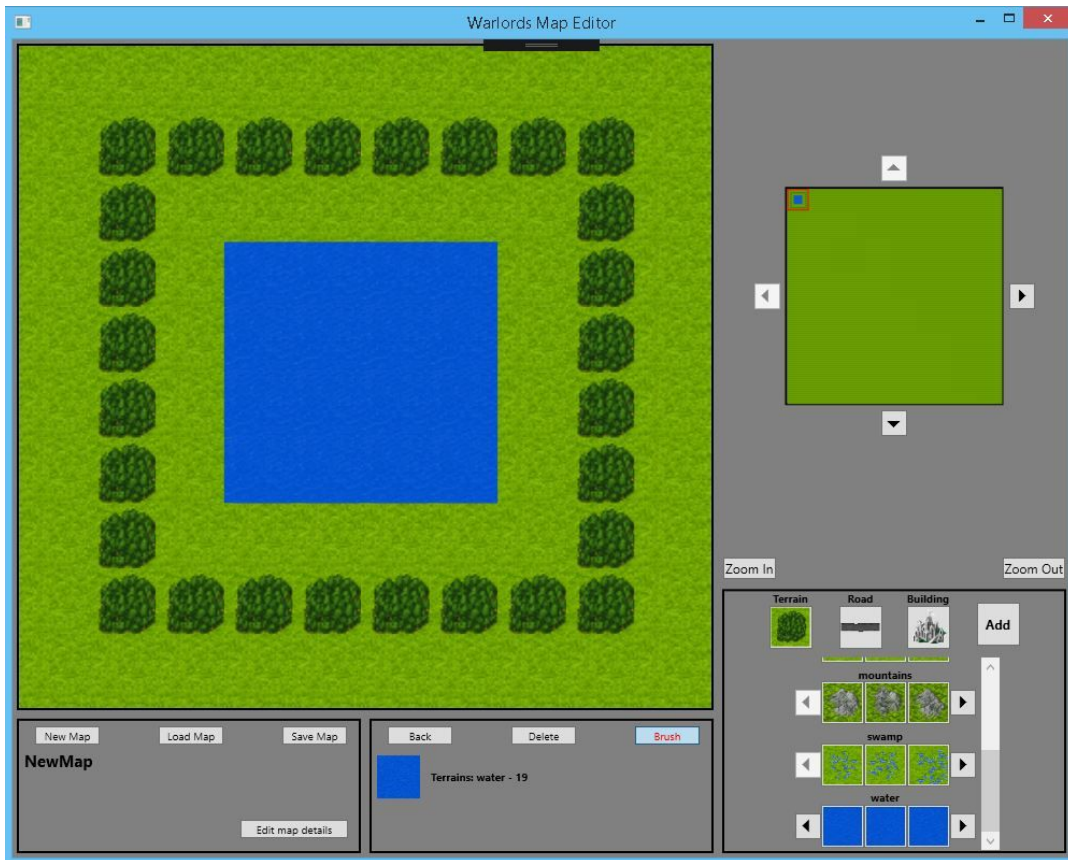 Warlords Map Editor
Zoom In
Zoom Out
Terrain
Road
Building
Add
mountains
swamp
water
New Map
Load Map
Save Map
NewMap
Edit map details
Back
Delete
Brush
Terrains: water - 19